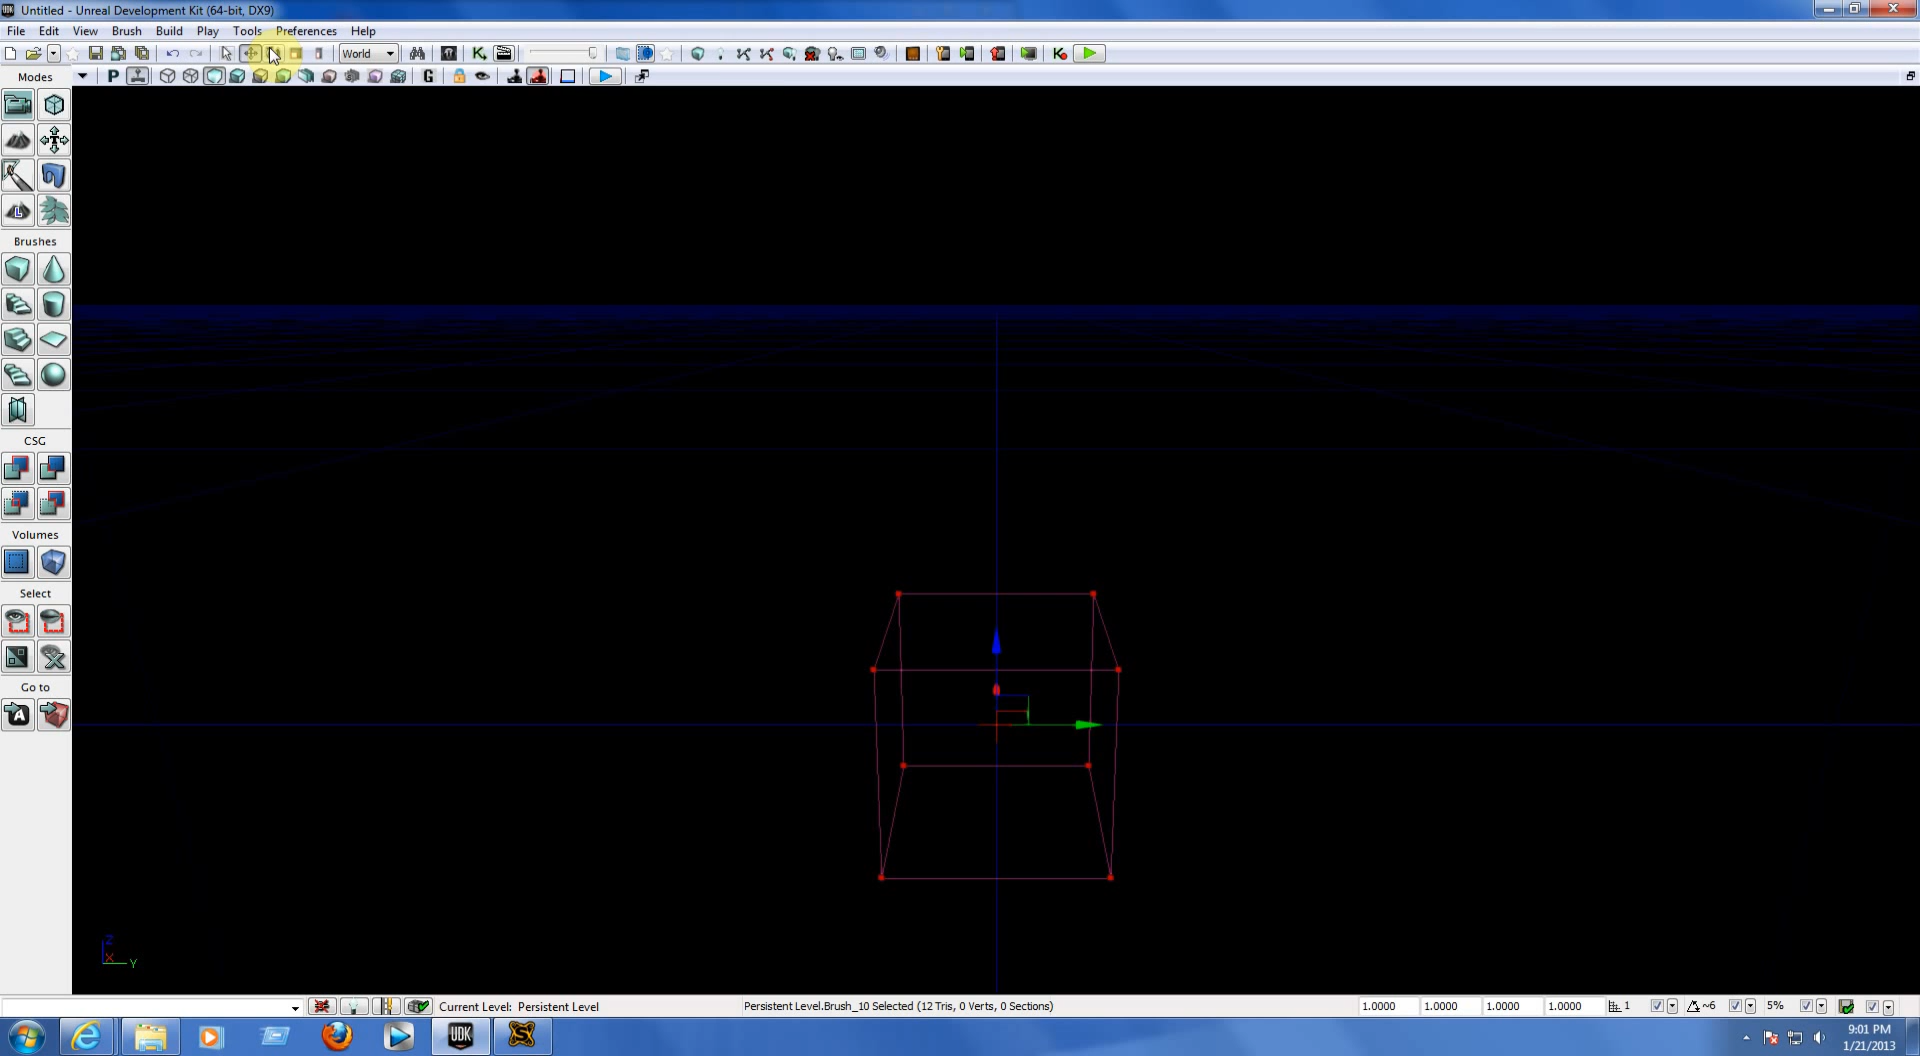 Untitled - Unreal Development Kit (64-bit, DX9)
File Edit View Brush Build Play Tools Preferences Help
World
Modes
P
G
Brushes
CSG
Volumes
Select
Go to
A
Z
X
Y
Current Level: Persistent Level
Persistent Level.Brush_10 Selected (12 Tris, 0 Verts, 0 Sections)
1.0000 1.0000 1.0000 1.0000
1
~6
5%
UDK
9:01 PM
1/21/2013